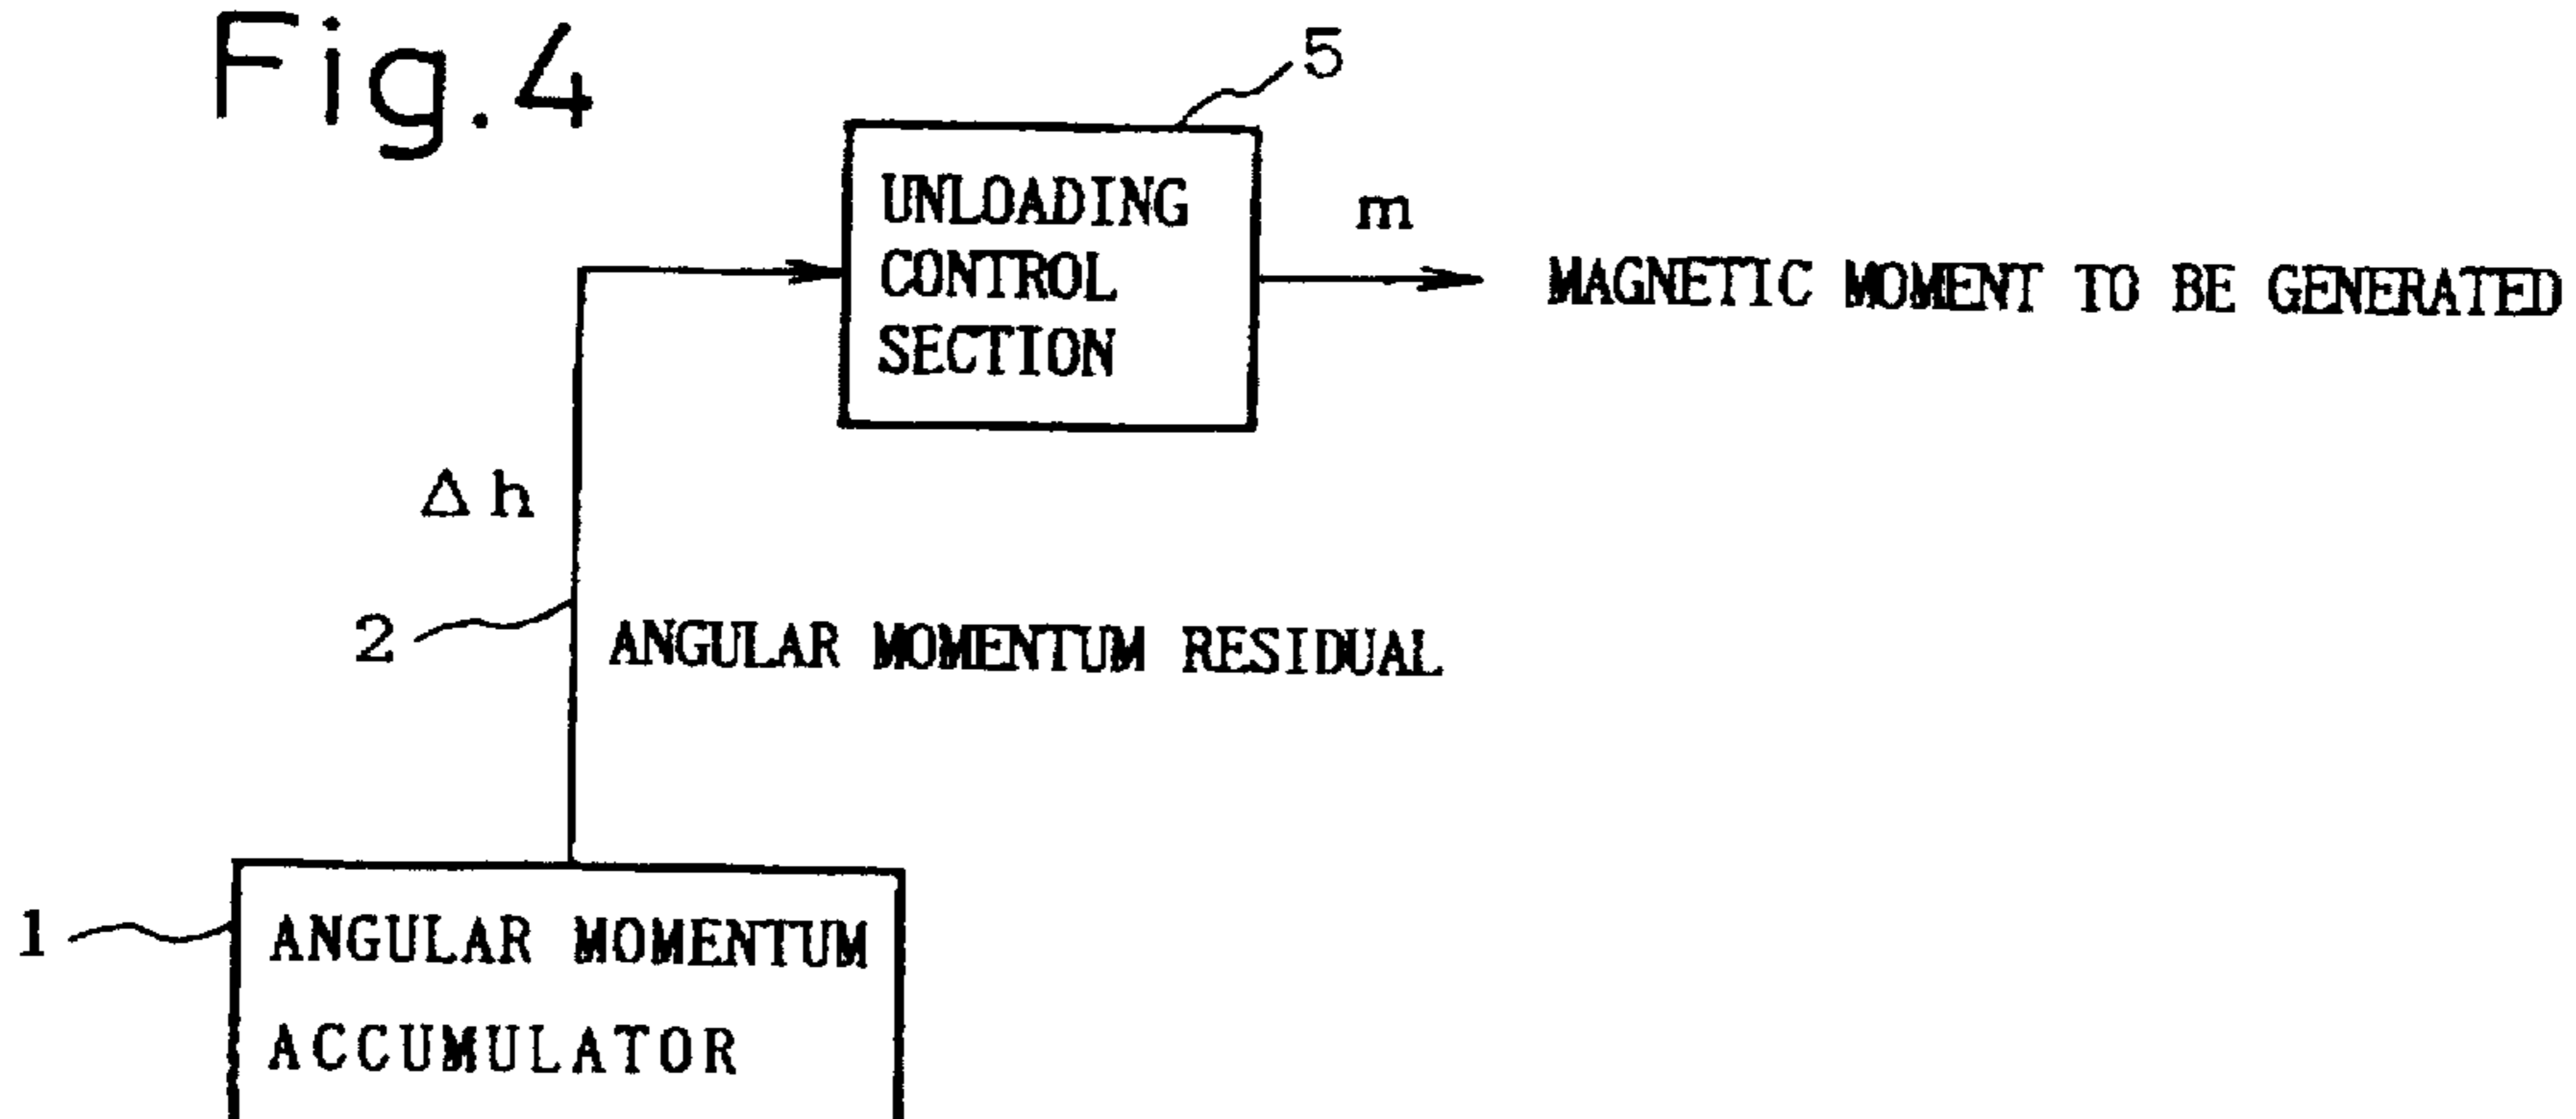 Fig.4
5
UNLOADING
CONTROL
SECTION
m
MAGNETIC MOMENT TO BE GENERATED
Δh
2
ANGULAR MOMENTUM RESIDUAL
1
ANGULAR MOMENTUM
ACCUMULATOR